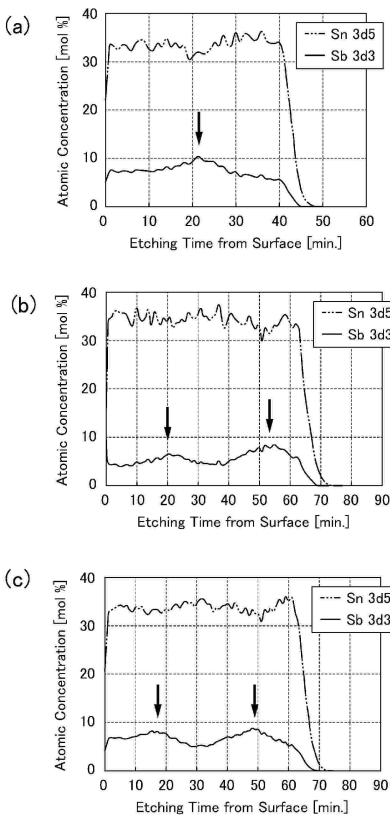 (a)
Atomic Concentration [mol %]
40
30
20
10
0
Sn 3d5
Sb 3d3
0 10 20 30 40 50 60 70 80
Etching Time from Surface [min.]
(b)
Atomic Concentration [mol %]
40
30
20
10
0
Sn 3d5
Sb 3d3
0 10 20 30 40 50 60 70 80 90
Etching Time from Surface [min.]
(c)
Atomic Concentration [mol %]
40
30
20
10
0
Sn 3d5
Sb 3d3
0 10 20 30 40 50 60 70 80 90
Etching Time from Surface [min.]